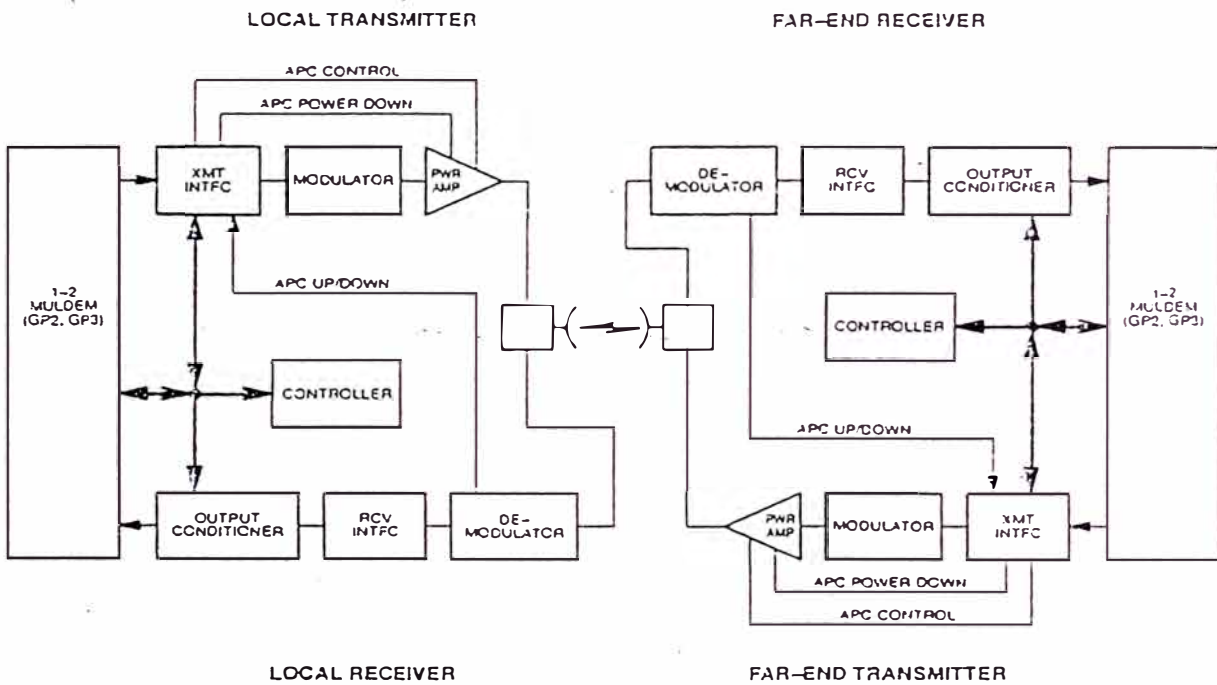 LOCAL TRANSMITTER
FAR-END RECEIVER
APC CONTROL
APC POWER DOWN
XMT
INTFC
MODULATOR
PWR
AMP
DE-
MODULATOR
RCV
INTFC
OUTPUT
CONDITIONER
APC UP/DOWN
1-2
MULDEM
(GP2, GP3)
1-2
MULDEM
(GP2, GP3)
CONTROLLER
CONTROLLER
APC UP/DOWN
OUTPUT
CONDITIONER
RCV
INTFC
DE-
MODULATOR
PWR
AMP
MODULATOR
XMT
INTFC
APC POWER DOWN
APC CONTROL
LOCAL RECEIVER
FAR-END TRANSMITTER